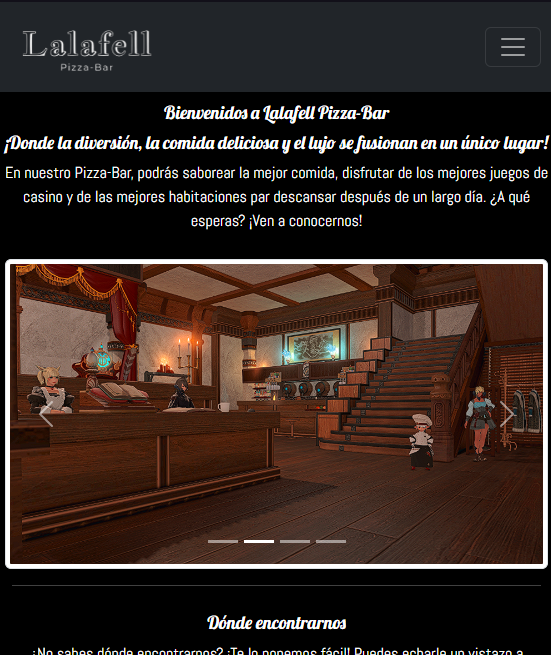 Lalafell
Pizza-Bar
Bienvenidos a Lalafell Pizza-Bar
¡Donde la diversión, la comida deliciosa y el lujo se fusionan en un único lugar!
En nuestro Pizza-Bar, podrás saborear la mejor comida, disfrutar de los mejores juegos de
casino y de las mejores habitaciones par descansar después de un largo día. ¿A qué
esperas? ¡Ven a conocernos!
Dónde encontrarnos
¿No sabes dónde encontrarnos? ¡Te lo ponemos fácil! Puedes echarle un vistazo a